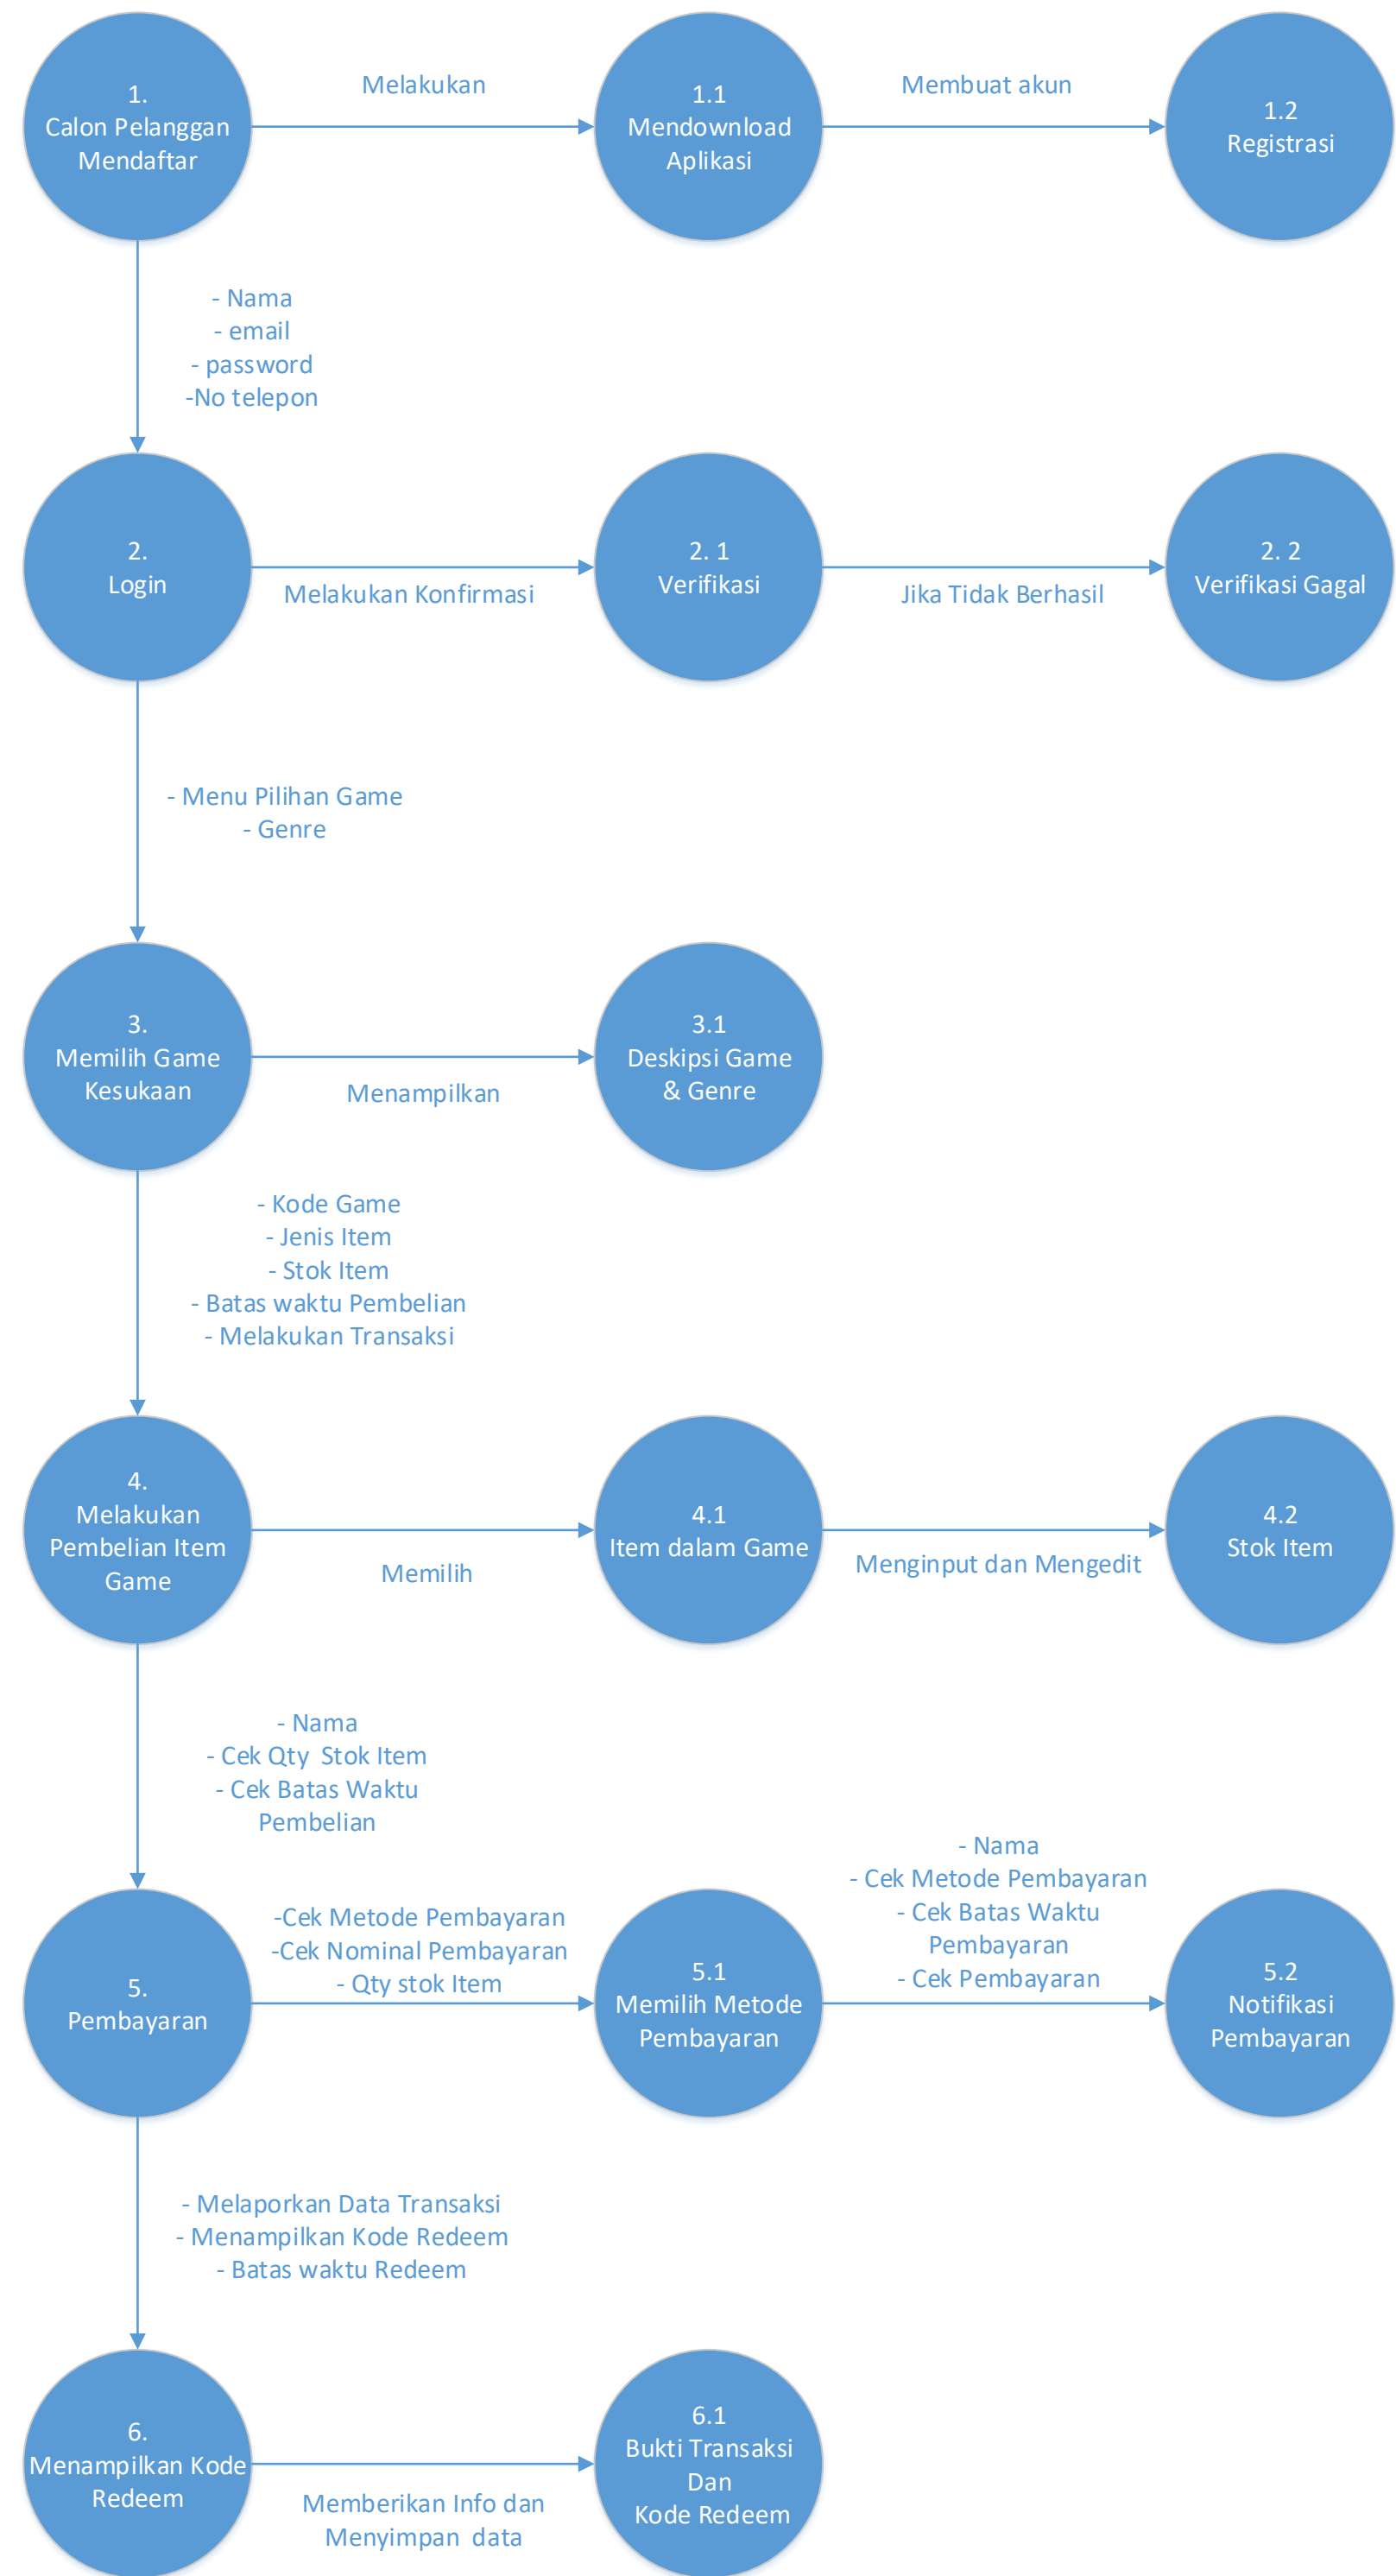 1.
Calon Pelanggan
Mendaftar
Melakukan
1.1
Mendownload
Aplikasi
Membuat akun
1.2
Registrasi
- Nama
- email
- password
-No telepon
2.
Login
Melakukan Konfirmasi
2. 1
Verifikasi
Jika Tidak Berhasil
2. 2
Verifikasi Gagal
- Menu Pilihan Game
- Genre
3.
Memilih Game
Kesukaan
Menampilkan
3.1
Deskipsi Game
& Genre
- Kode Game
- Jenis Item
- Stok Item
- Batas waktu Pembelian
- Melakukan Transaksi
4.
Melakukan
Pembelian Item
Game
Memilih
4.1
Item dalam Game
Menginput dan Mengedit
4.2
Stok Item
- Nama
- Cek Qty  Stok Item
- Cek Batas Waktu
Pembelian
5.
Pembayaran
-Cek Metode Pembayaran
-Cek Nominal Pembayaran
- Qty stok Item
5.1
Memilih Metode
Pembayaran
- Nama
- Cek Metode Pembayaran
- Cek Batas Waktu
Pembayaran
- Cek Pembayaran
5.2
Notifikasi
Pembayaran
- Melaporkan Data Transaksi
- Menampilkan Kode Redeem
- Batas waktu Redeem
6.
Menampilkan Kode
Redeem
Memberikan Info dan
Menyimpan  data
6.1
Bukti Transaksi
Dan
Kode Redeem